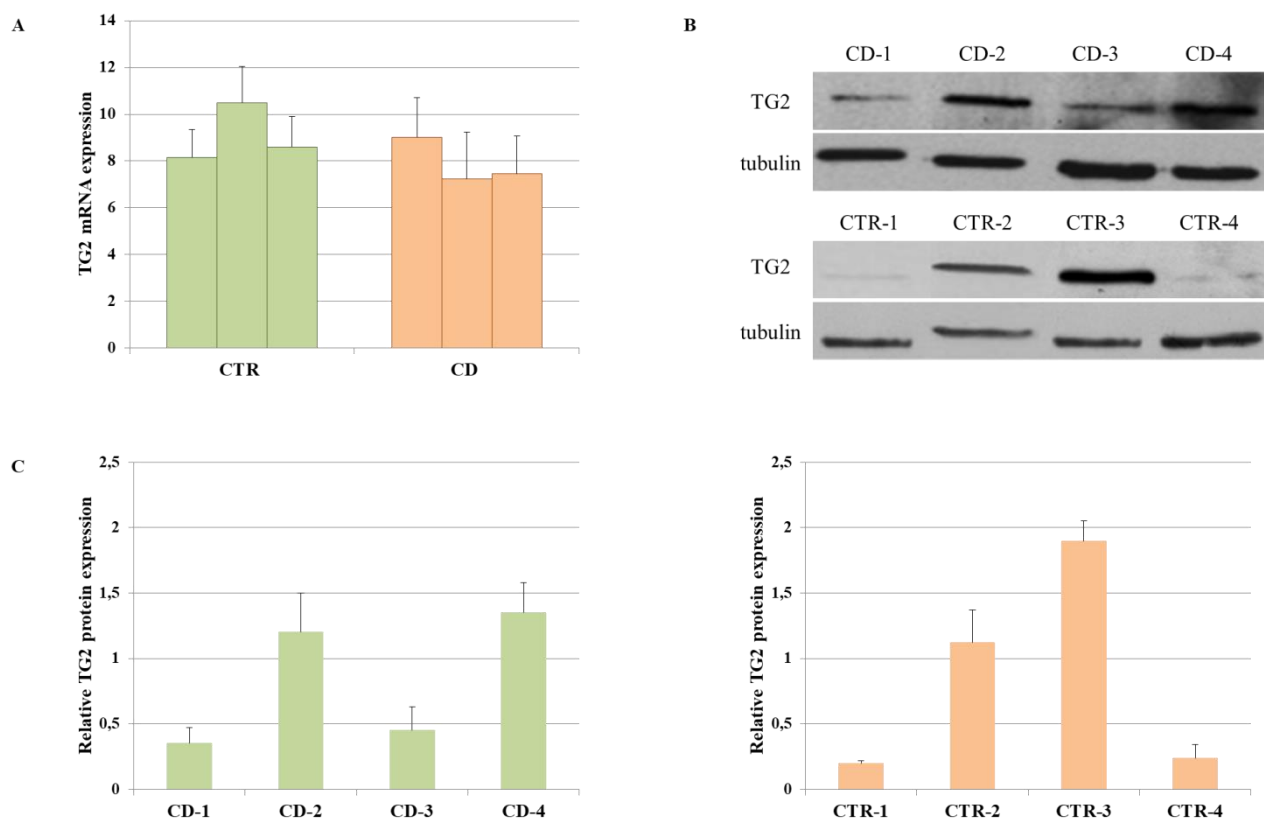 A
TG2 mRNA expression
14
12
10
8
6
4
2
0
CTR CD
B
CD-1 CD-2 CD-3 CD-4
TG2
tubulin
CTR-1 CTR-2 CTR-3 CTR-4
TG2
tubulin
C
Relative TG2 protein expression
2,5
2
1,5
1
0,5
0
CD-1 CD-2 CD-3 CD-4
Relative TG2 protein expression
2,5
2
1,5
1
0,5
0
CTR-1 CTR-2 CTR-3 CTR-4